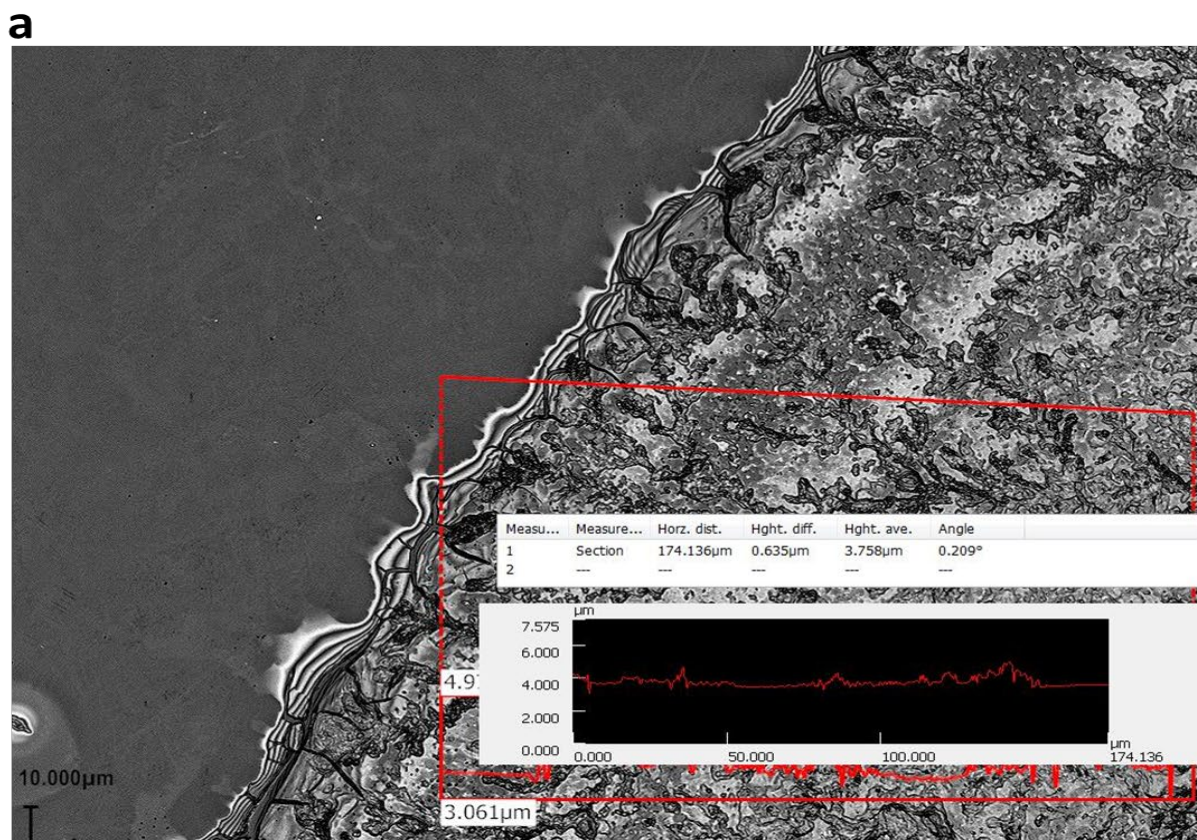 a
Measu... Measure... Horz. dist. Hght. diff. Hght. ave. Angle
1 Section 174.136µm 0.635µm 3.758µm 0.209°
2 --- --- --- --- ---
µm
7.575
6.000
4.000
2.000
0.000
0.000 50.000 100.000 174.136
µm
10.000µm
3.061µm